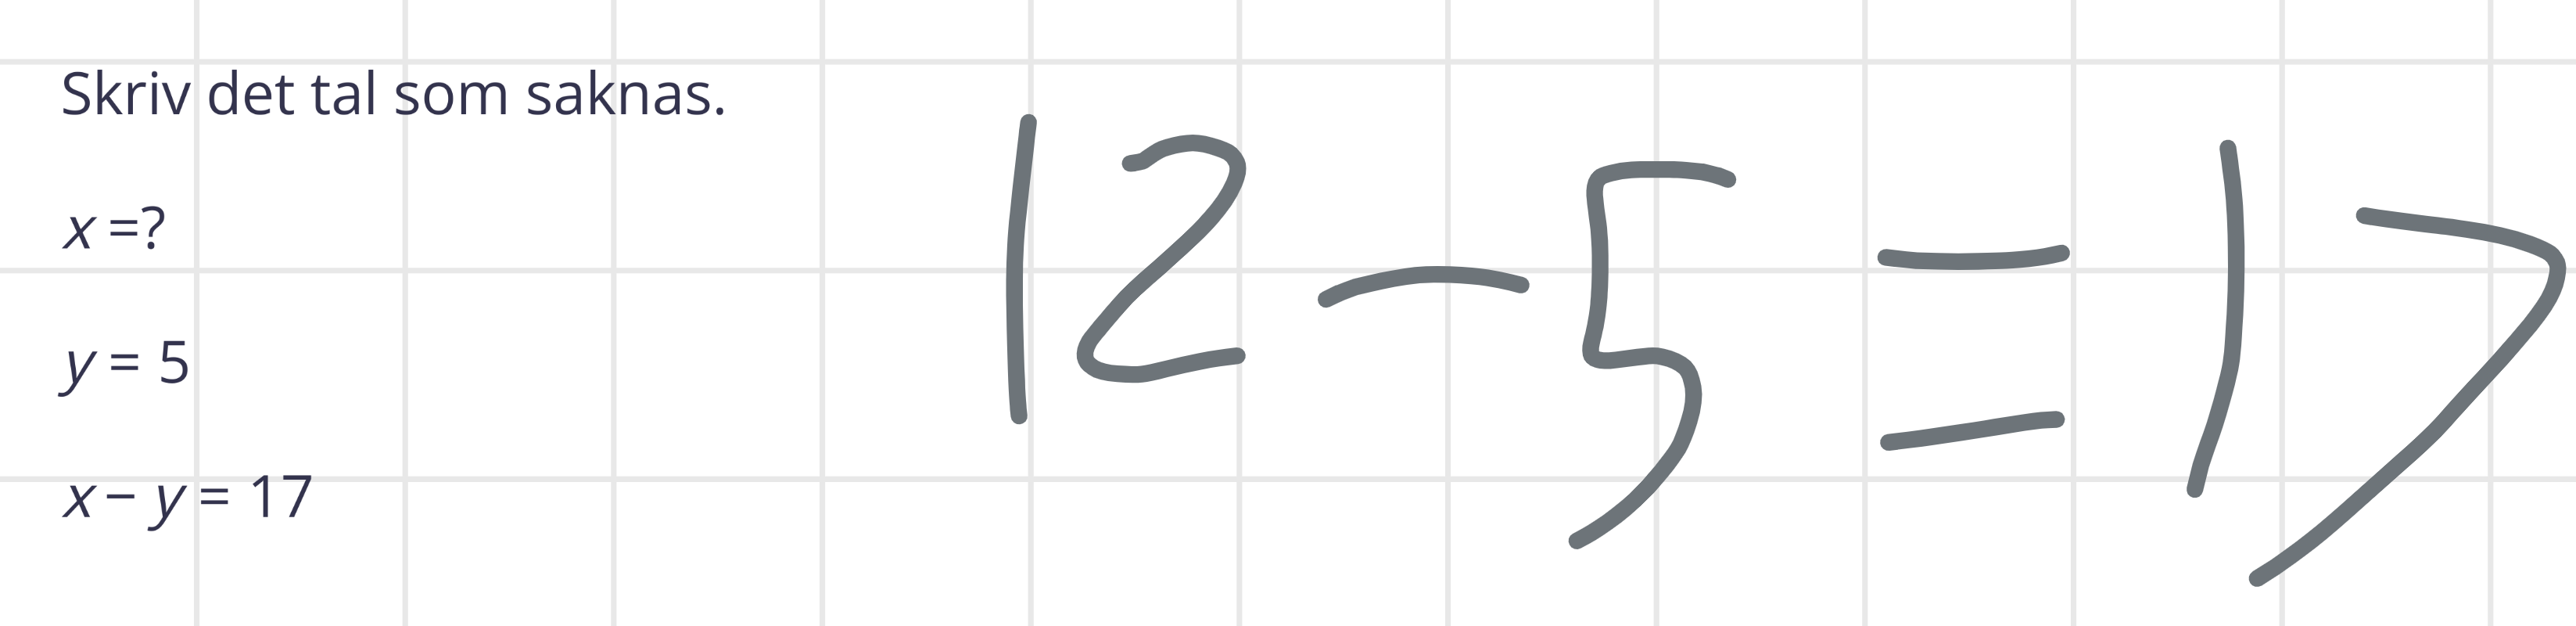 Skriv det tal som saknas.
x =?
y = 5
x − y = 17
12 - 5 = 17